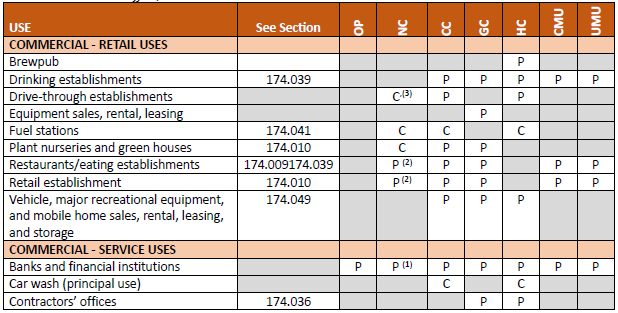 USE See Section OP NC CC GC HC CMU UMU
COMMERCIAL - RETAIL USES
Brewpub P
Drinking establishments 174.039 P P P P P
Drive-through establishments C.(3) P P
Equipment sales, rental, leasing P
Fuel stations 174.041 C C C
Plant nurseries and green houses 174.010 C P P
Restaurants/eating establishments 174.009174.039 P (2) P P P P
Retail establishment 174.010 P (2) P P P P
Vehicle, major recreational equipment, 174.049 P P P
and mobile home sales, rental, leasing,
and storage
COMMERCIAL - SERVICE USES
Banks and financial institutions P P (1) P P P P P
Car wash (principal use) C C
Contractors' offices 174.036 P P